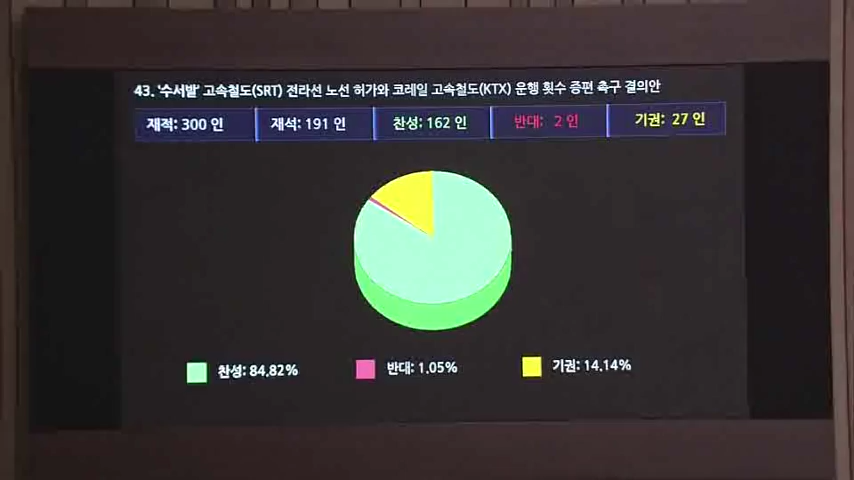 43. '수서발' 고속철도(SRT) 전라선 노선 허가와 코레일 고속철도(KTX) 운행 횟수 증편 촉구 결의안
재적: 300 인 재석: 191 인 찬성: 162 인 반대: 2 인 기권: 27 인
찬성: 84.82% 반대: 1.05% 기권: 14.14%